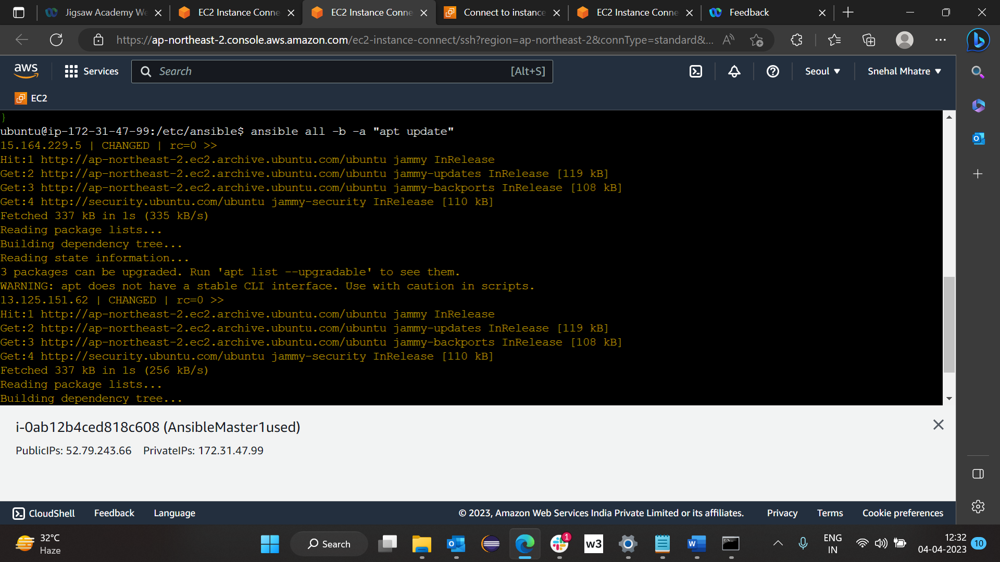 Jigsaw Academy We
EC2 Instance Conne
EC2 Instance Conne
Connect to instance
EC2 Instance Conne
Feedback
https://ap-northeast-2.console.aws.amazon.com/ec2-instance-connect/ssh?region=ap-northeast-2&connType=standard&...
aws
Services
Search
[Alt+S]
Seoul
Snehal Mhatre
EC2
}
ubuntu@ip-172-31-47-99:/etc/ansible$ ansible all -b -a "apt update"
15.164.229.5 | CHANGED | rc=0 >>
Hit:1 http://ap-northeast-2.ec2.archive.ubuntu.com/ubuntu jammy InRelease
Get:2 http://ap-northeast-2.ec2.archive.ubuntu.com/ubuntu jammy-updates InRelease [119 kB]
Get:3 http://ap-northeast-2.ec2.archive.ubuntu.com/ubuntu jammy-backports InRelease [108 kB]
Get:4 http://security.ubuntu.com/ubuntu jammy-security InRelease [110 kB]
Fetched 337 kB in 1s (335 kB/s)
Reading package lists...
Building dependency tree...
Reading state information...
3 packages can be upgraded. Run 'apt list --upgradable' to see them.
WARNING: apt does not have a stable CLI interface. Use with caution in scripts.
13.125.151.62 | CHANGED | rc=0 >>
Hit:1 http://ap-northeast-2.ec2.archive.ubuntu.com/ubuntu jammy InRelease
Get:2 http://ap-northeast-2.ec2.archive.ubuntu.com/ubuntu jammy-updates InRelease [119 kB]
Get:3 http://ap-northeast-2.ec2.archive.ubuntu.com/ubuntu jammy-backports InRelease [108 kB]
Get:4 http://security.ubuntu.com/ubuntu jammy-security InRelease [110 kB]
Fetched 337 kB in 1s (256 kB/s)
Reading package lists...
Building dependency tree...
i-0ab12b4ced818c608 (AnsibleMaster1used)
PublicIPs: 52.79.243.66 PrivateIPs: 172.31.47.99
CloudShell
Feedback
Language
© 2023, Amazon Web Services India Private Limited or its affiliates.
Privacy
Terms
Cookie preferences
32°C
Haze
Search
1
w3
ENG
IN
12:32
04-04-2023
10